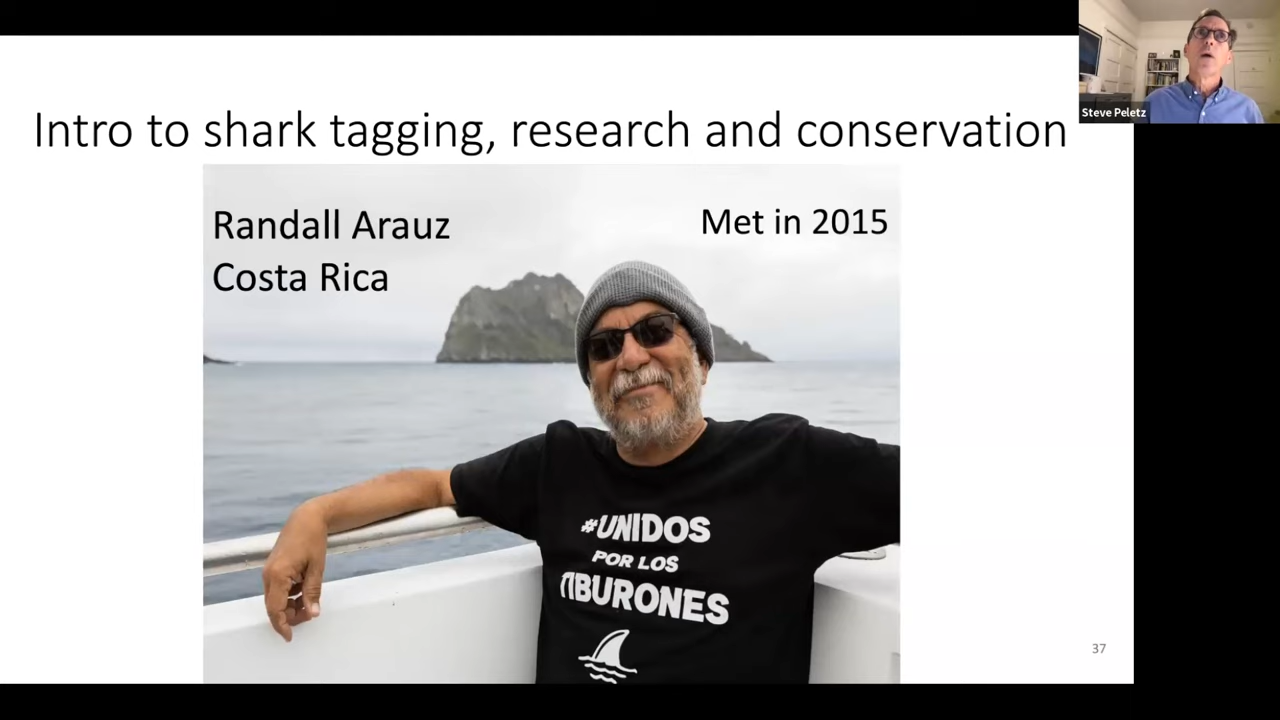 Intro to shark tagging, research and conservation
Randall Arauz
Costa Rica
Met in 2015
#UNIDOS
POR LOS
TIBURONES
37
Steve Peletz